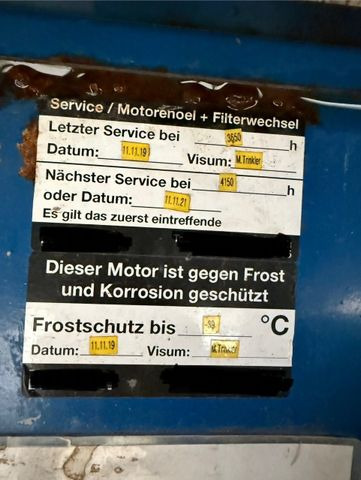 Service / Motorenoel + Filterwechsel
Letzter Service bei 3650 h
Datum: 11.11.19 Visum: M.Trinkler
Nächster Service bei 4150 h
oder Datum: 11.11.21
Es gilt das zuerst eintreffende
Dieser Motor ist gegen Frost
und Korrosion geschützt
Frostschutz bis -39 °C
Datum: 11.11.19 Visum: M.Trinkler